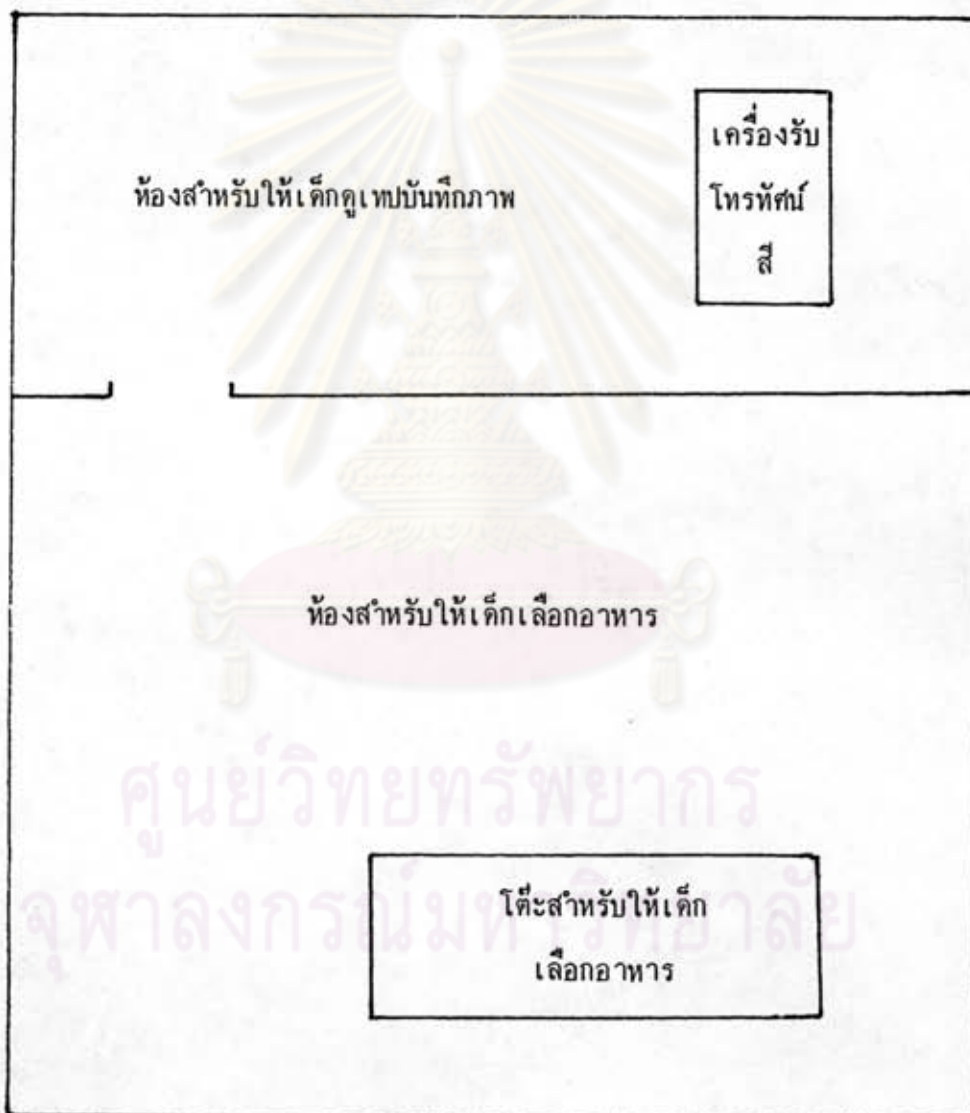 เครื่องรับ
โทรทัศน์
สี
ห้องสำหรับให้เด็กดูเทปบันทึกภาพ
ห้องสำหรับให้เด็กเลือกอาหาร
ศูนย์วิทยทรัพยากร
จุฬาลงกรณ์มหาวิทยาลัย
โต๊ะสำหรับให้เด็ก
เลือกอาหาร